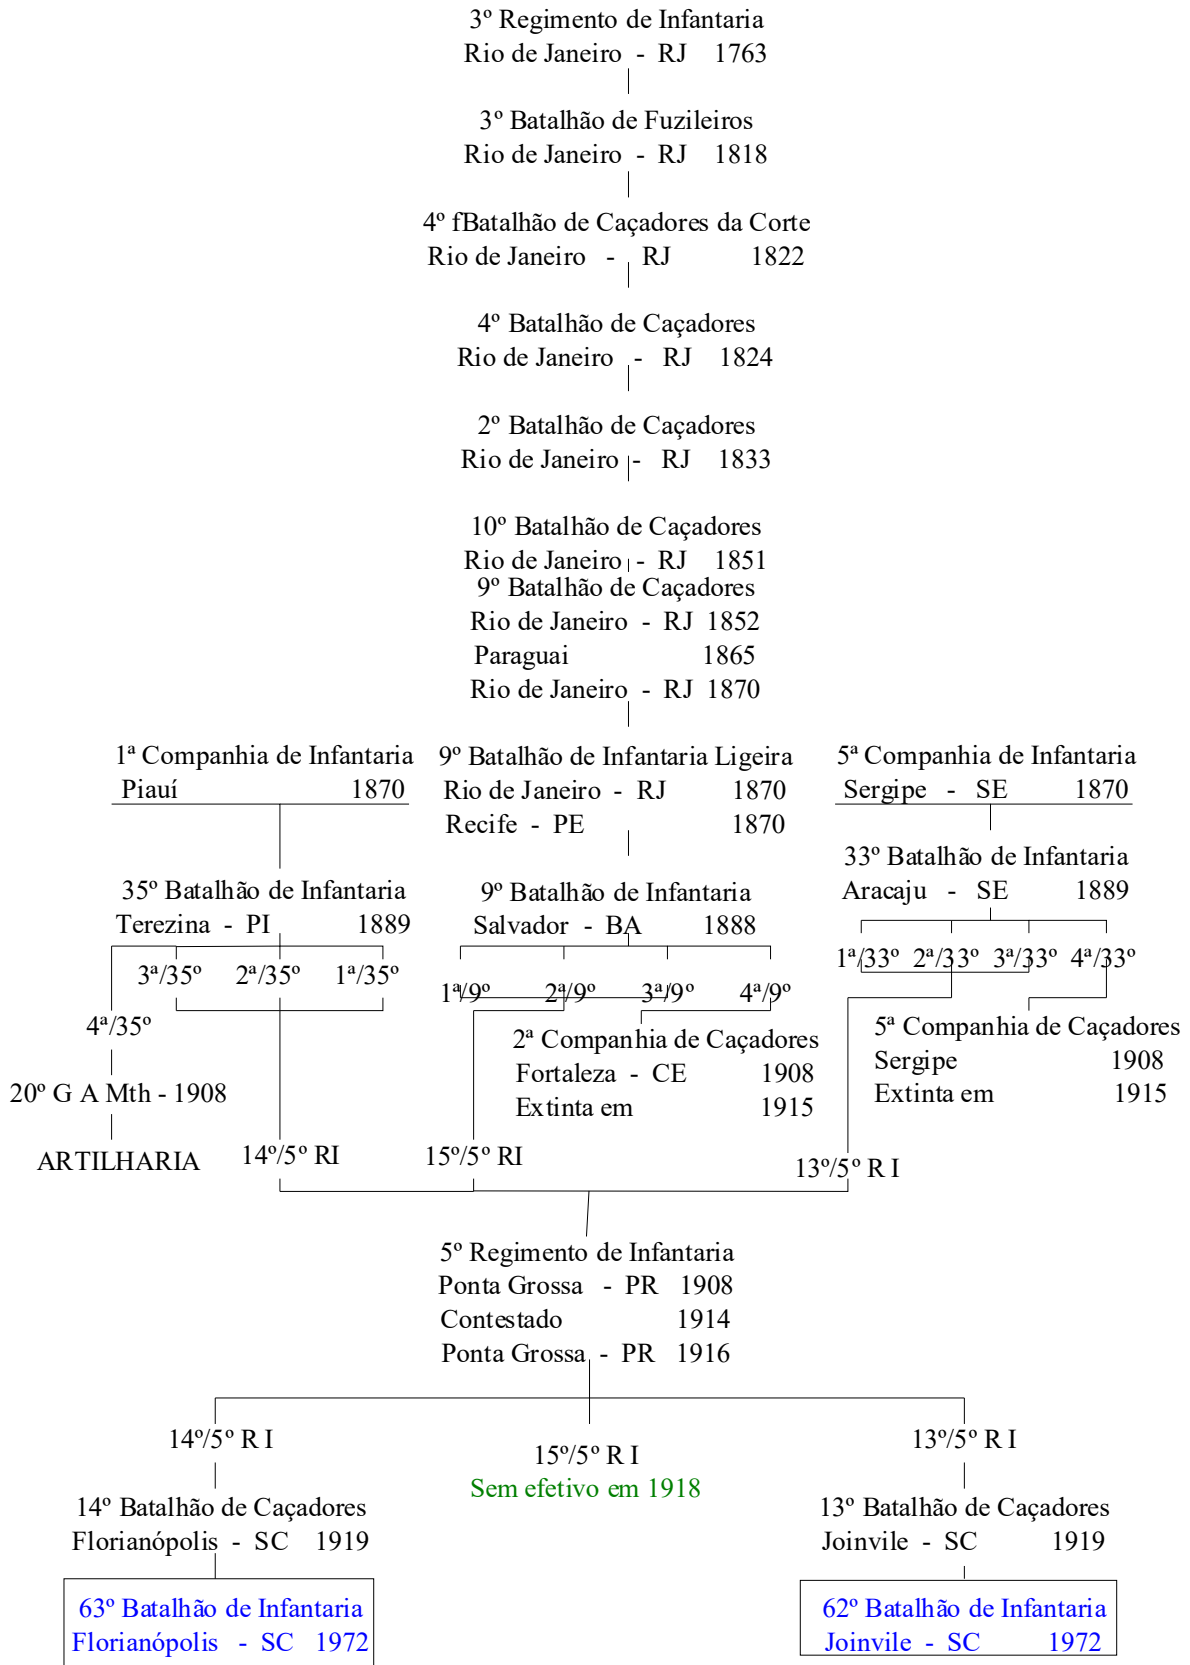 3º Regimento de Infantaria
Rio de Janeiro - RJ 1763
3º Batalhão de Fuzileiros
Rio de Janeiro - RJ 1818
4º fBatalhão de Caçadores da Corte
Rio de Janeiro - RJ 1822
4º Batalhão de Caçadores
Rio de Janeiro - RJ 1824
2º Batalhão de Caçadores
Rio de Janeiro - RJ 1833
10º Batalhão de Caçadores
Rio de Janeiro - RJ 1851
9º Batalhão de Caçadores
Rio de Janeiro - RJ 1852
Paraguai 1865
Rio de Janeiro - RJ 1870
1ª Companhia de Infantaria
Piauí 1870
9º Batalhão de Infantaria Ligeira
Rio de Janeiro - RJ 1870
Recife - PE 1870
5ª Companhia de Infantaria
Sergipe - SE 1870
35º Batalhão de Infantaria
Terezina - PI 1889
9º Batalhão de Infantaria
Salvador - BA 1888
33º Batalhão de Infantaria
Aracaju - SE 1889
3ª/35º 2ª/35º 1ª/35º
1ª/9º 2ª/9º 3ª/9º 4ª/9º
1ª/33º 2ª/33º 3ª/33º 4ª/33º
4ª/35º
20º G A Mth - 1908
ARTILHARIA
2ª Companhia de Caçadores
Fortaleza - CE 1908
Extinta em 1915
5ª Companhia de Caçadores
Sergipe 1908
Extinta em 1915
14º/5º RI
15º/5º RI
13º/5º R I
5º Regimento de Infantaria
Ponta Grossa - PR 1908
Contestado 1914
Ponta Grossa - PR 1916
14º/5º R I
15º/5º R I
Sem efetivo em 1918
13º/5º R I
14º Batalhão de Caçadores
Florianópolis - SC 1919
13º Batalhão de Caçadores
Joinvile - SC 1919
63º Batalhão de Infantaria
Florianópolis - SC 1972
62º Batalhão de Infantaria
Joinvile - SC 1972